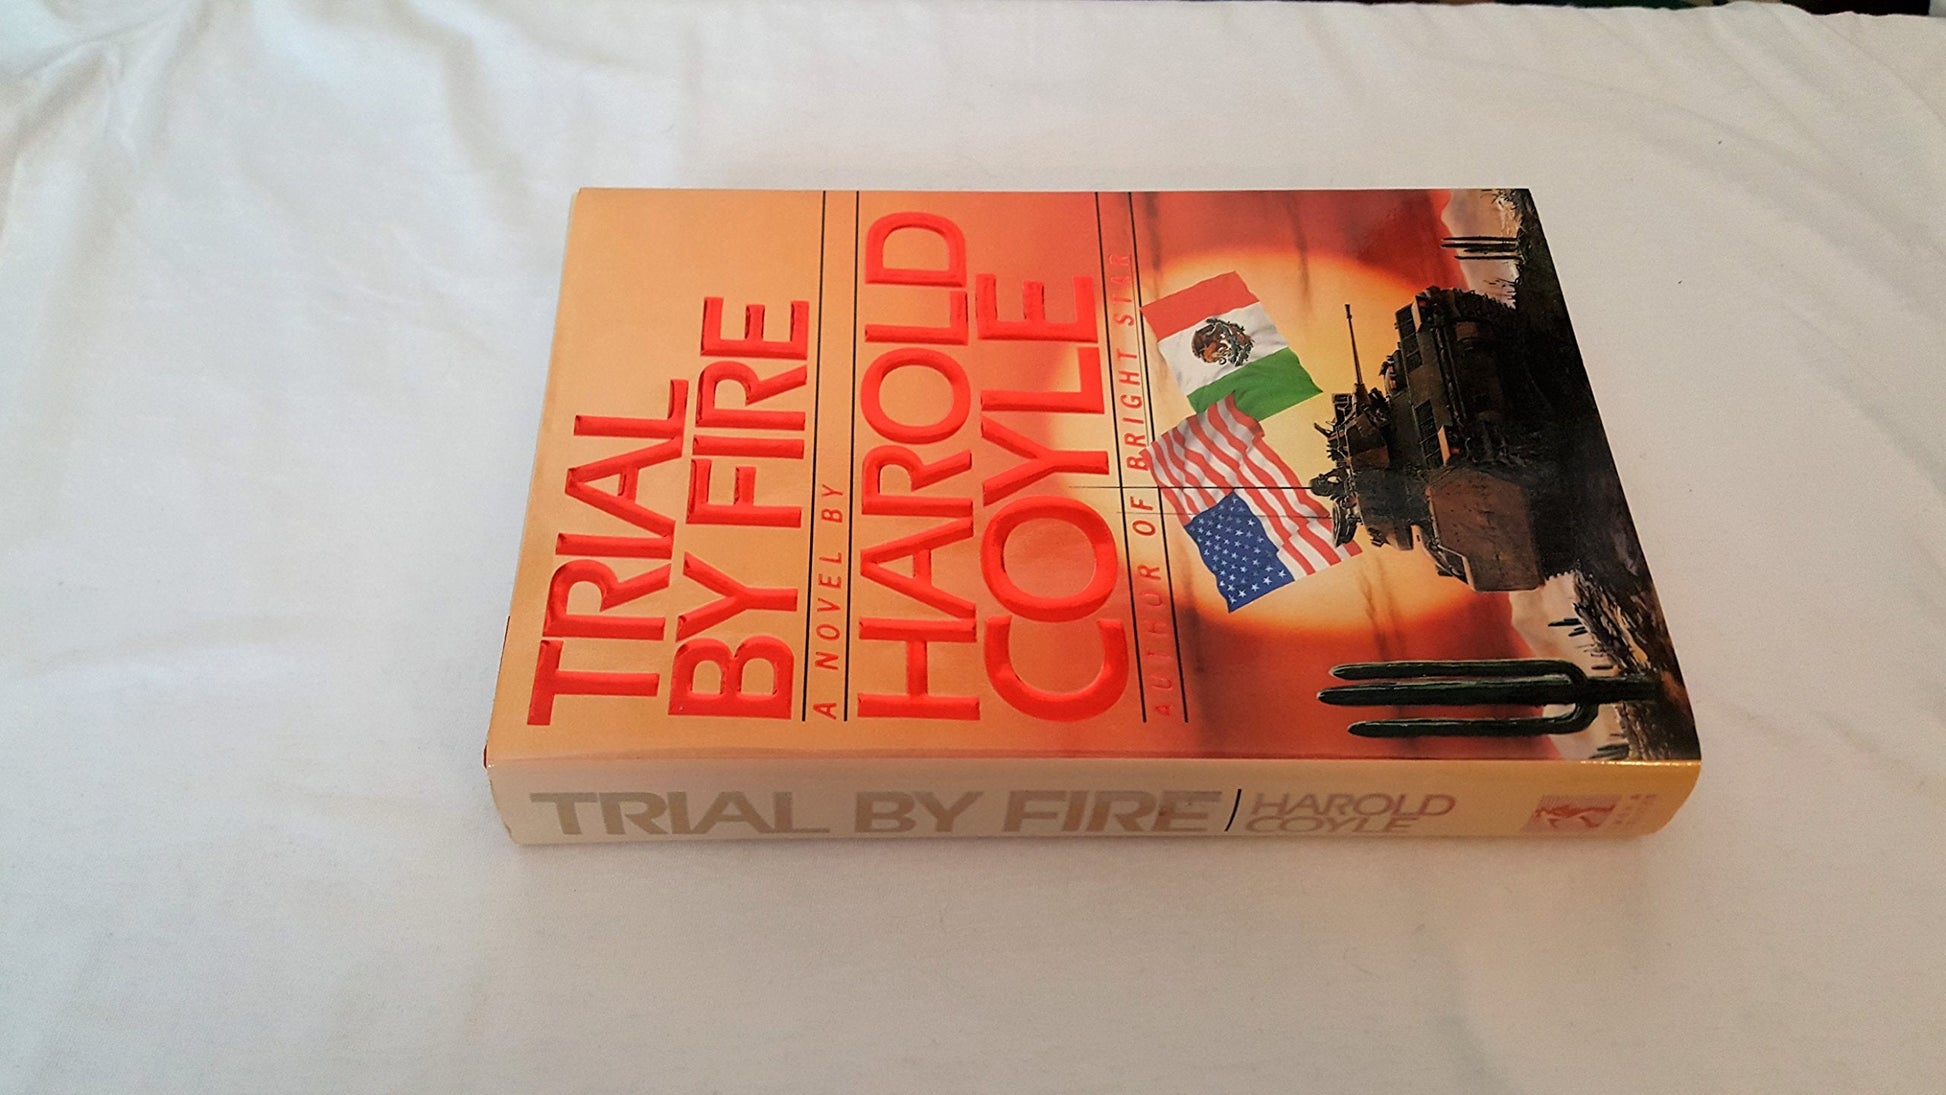 TRIAL
BY FIRE
A NOVEL BY
HAROLD
COYLE
AUTHOR OF BRIGHT STAR
TRIAL BY FIRE
HAROLD
COYLE